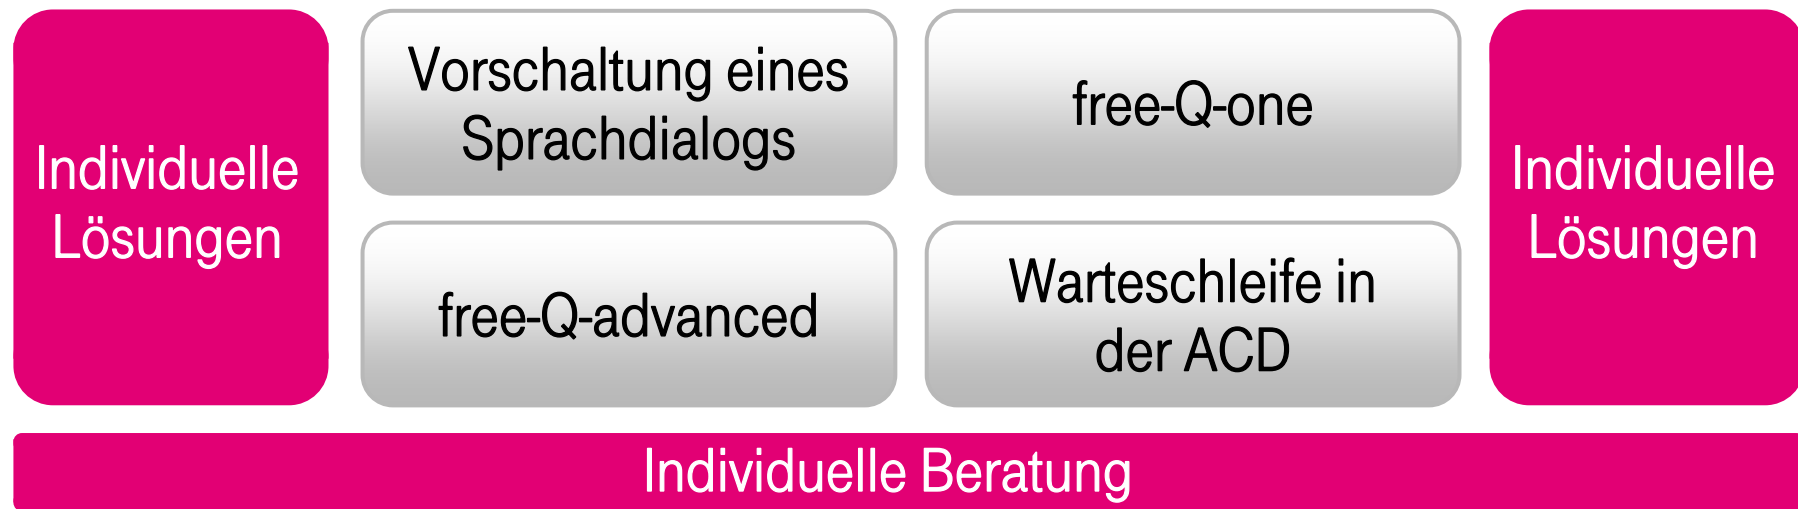 Individuelle
Lösungen
Vorschaltung eines
Sprachdialogs
free-Q-one
free-Q-advanced
Warteschleife in
der ACD
Individuelle
Lösungen
Individuelle Beratung